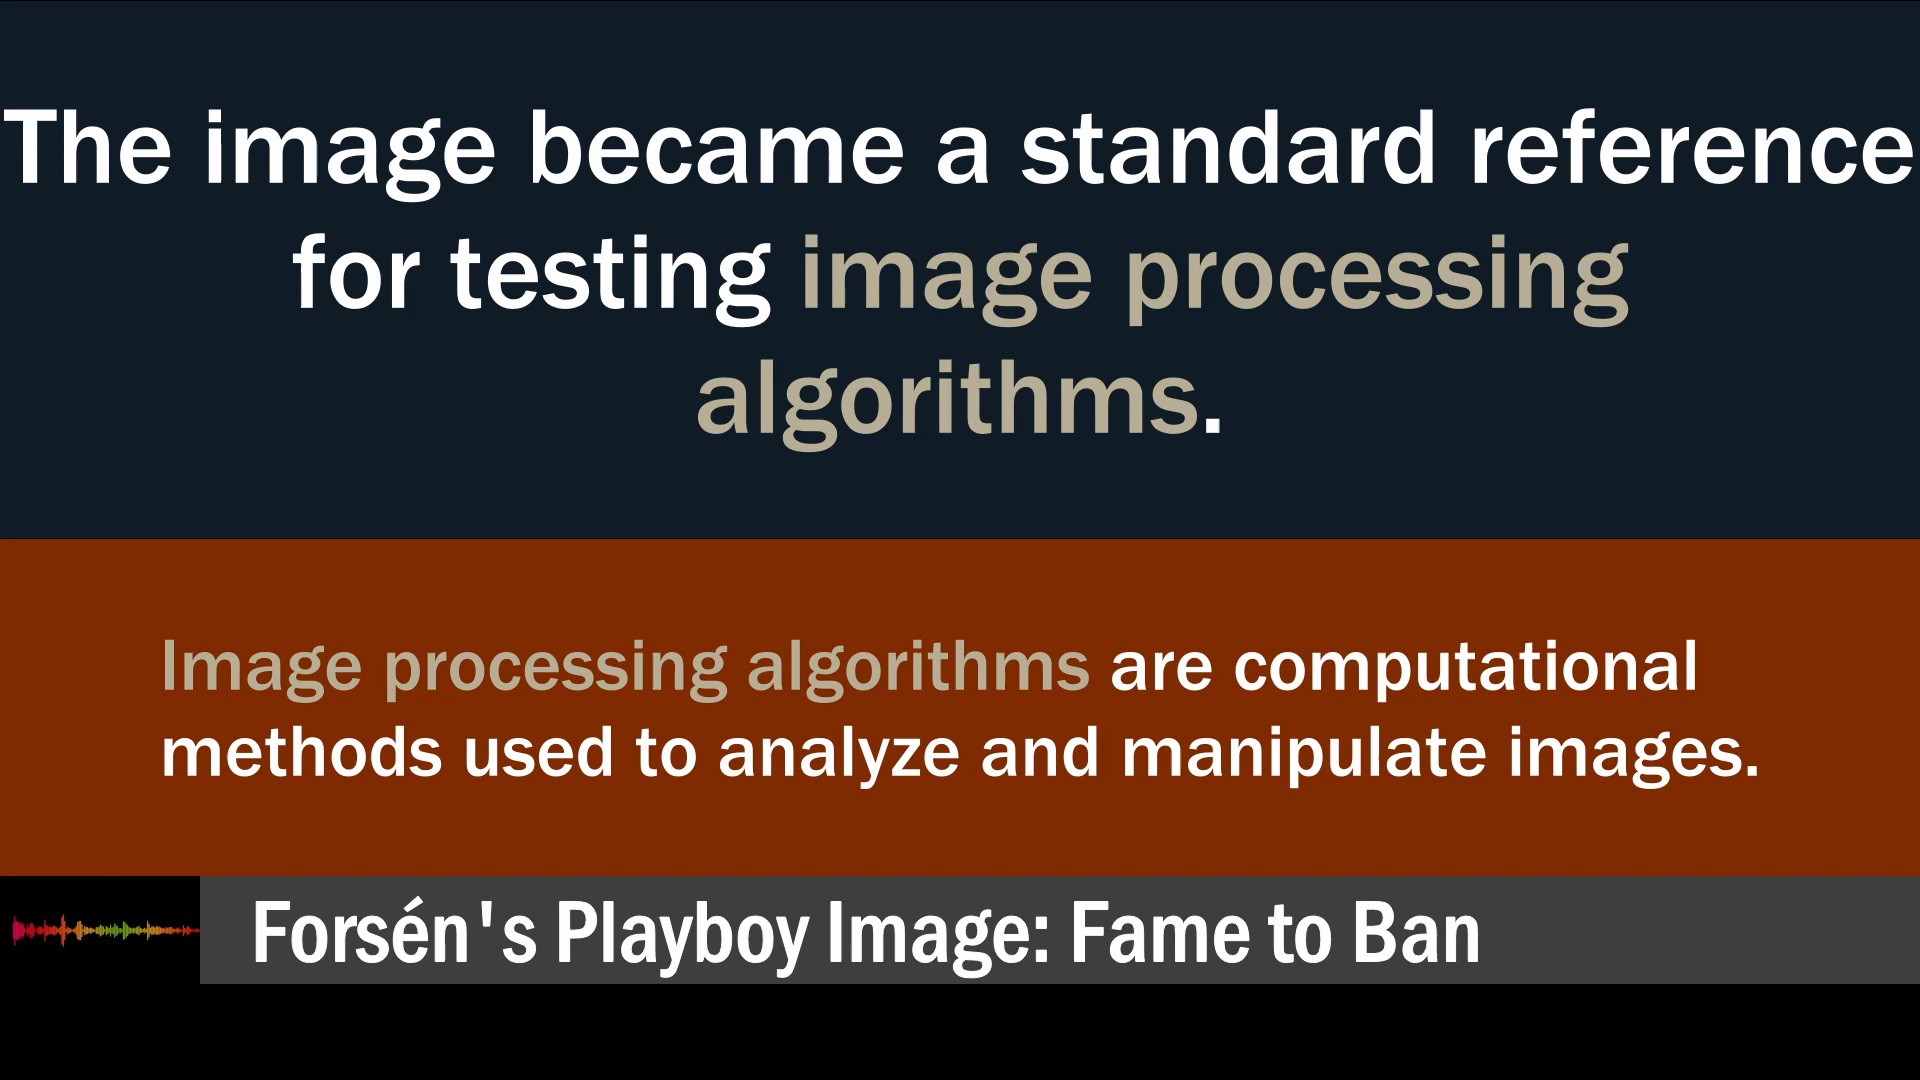 The image became a standard reference
for testing image processing
algorithms.
Image processing algorithms are computational
methods used to analyze and manipulate images.
Forsén's Playboy Image: Fame to Ban